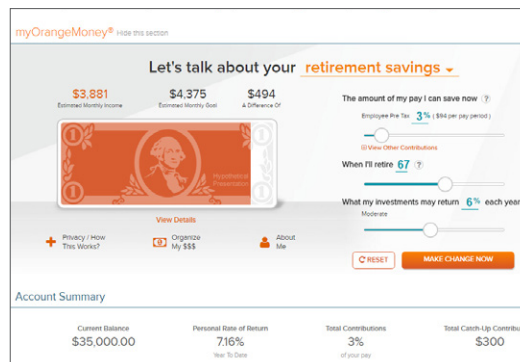 myOrangeMoney® Hide this section
Let's talk about your retirement savings
$3,881
Estimated Monthly Income
$4,375
Estimated Monthly Goal
$494
A Difference Of
1
1
1
1
Hypothetical
Presentation
View Details
Privacy / How
This Works?
Organize
My $$$
About
Me
The amount of my pay I can save now ?
Employee Pre Tax 3% ( $94 per pay period )
View Other Contributions
When I'll retire 67 ?
What my investments may return 6% each year
Moderate
RESET
MAKE CHANGE NOW
Account Summary
Current Balance
$35,000.00
Personal Rate of Return
7.16%
Year To Date
Total Contributions
3%
of your pay
Total Catch-Up Contribu
$300